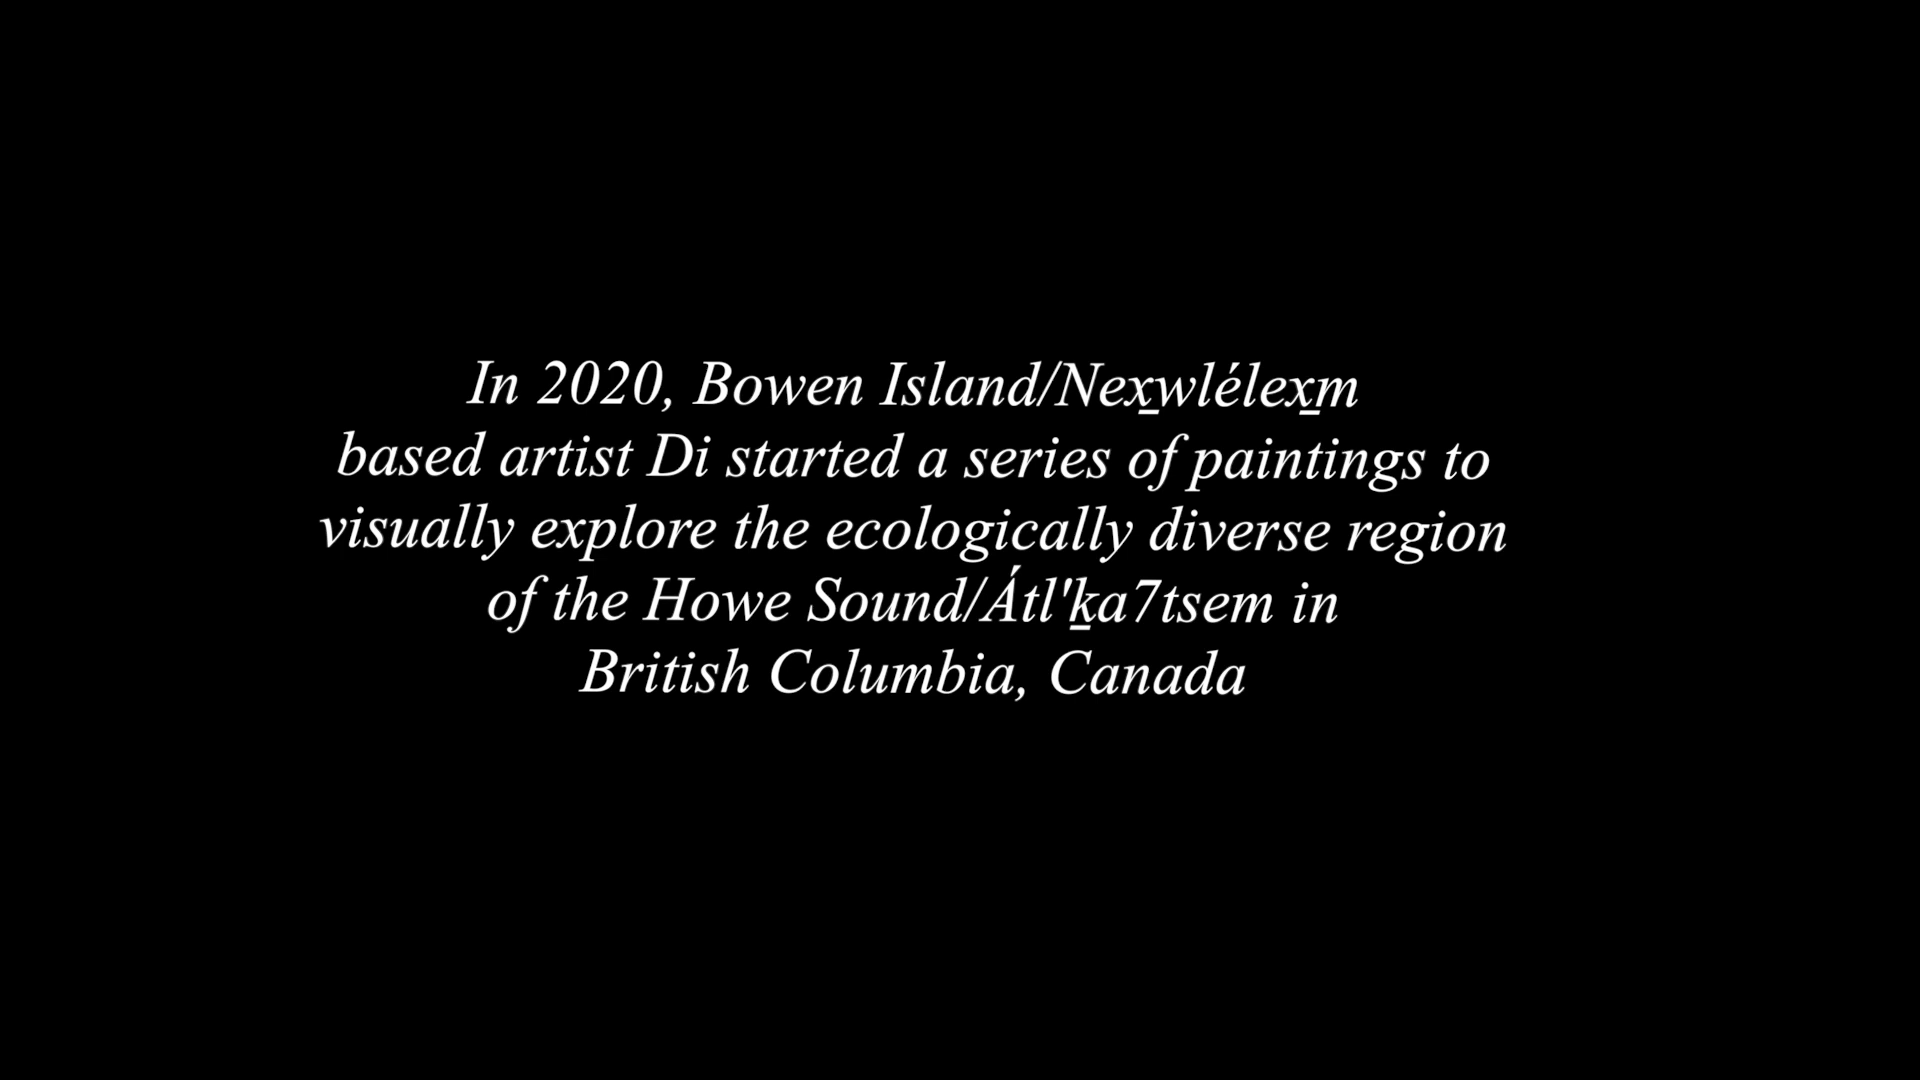 In 2020, Bowen Island/Nex̱wlélex̱m
based artist Di started a series of paintings to
visually explore the ecologically diverse region
of the Howe Sound/Átl'ḵa7tsem in
British Columbia, Canada